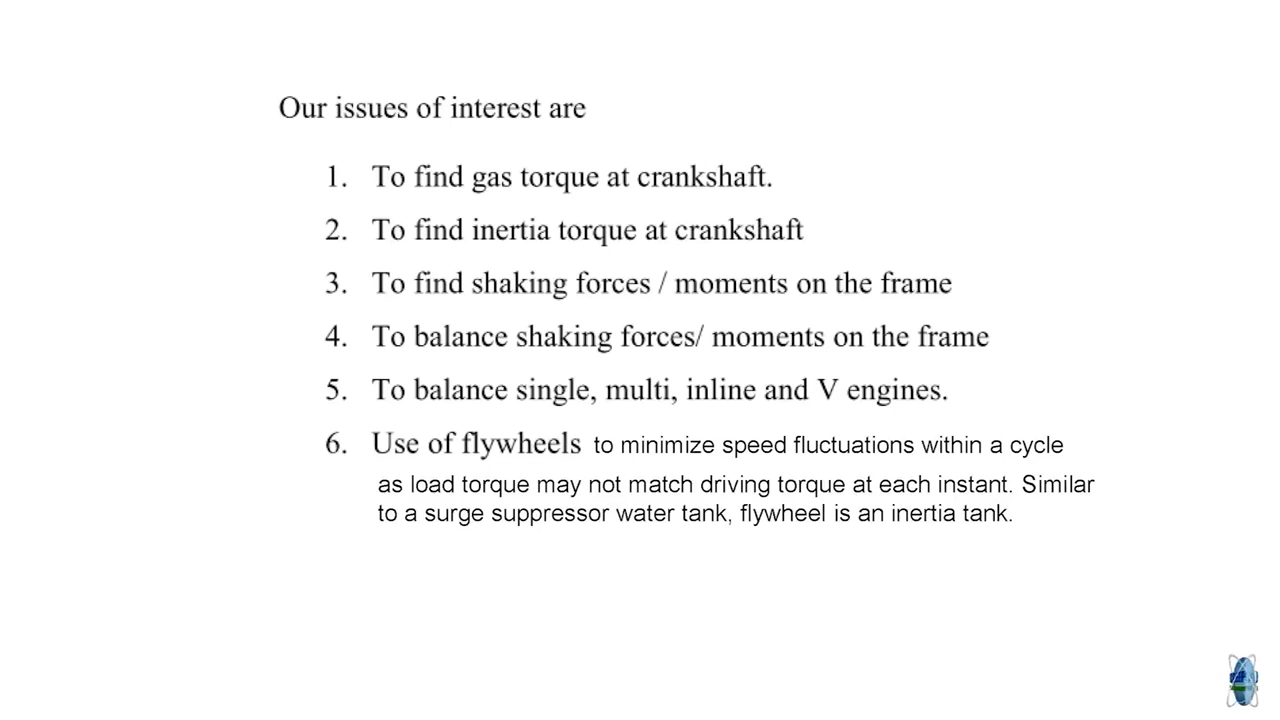 Our issues of interest are
1. To find gas torque at crankshaft.
2. To find inertia torque at crankshaft
3. To find shaking forces / moments on the frame
4. To balance shaking forces/ moments on the frame
5. To balance single, multi, inline and V engines.
6. Use of flywheels to minimize speed fluctuations within a cycle
as load torque may not match driving torque at each instant. Similar
to a surge suppressor water tank, flywheel is an inertia tank.